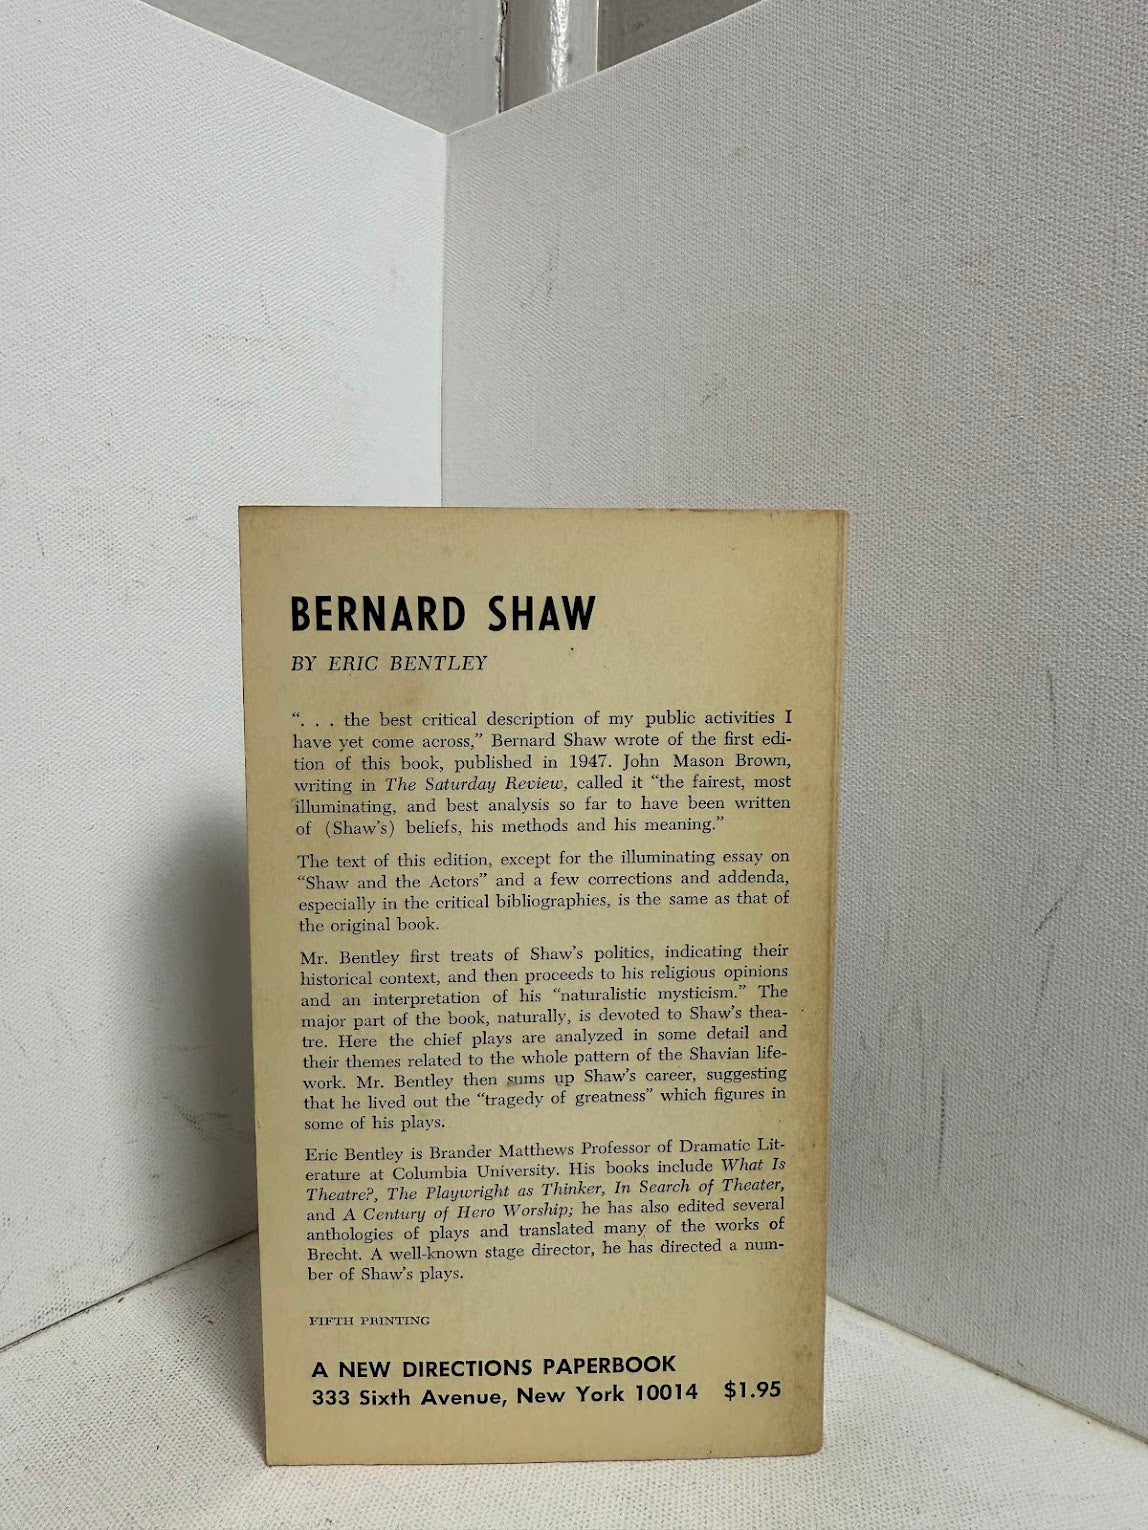 BERNARD SHAW
BY ERIC BENTLEY
“. . . the best critical description of my public activities I
have yet come across,” Bernard Shaw wrote of the first edi-
tion of this book, published in 1947. John Mason Brown,
writing in The Saturday Review, called it “the fairest, most
illuminating, and best analysis so far to have been written
of (Shaw’s) beliefs, his methods and his meaning.”
The text of this edition, except for the illuminating essay on
“Shaw and the Actors” and a few corrections and addenda,
especially in the critical bibliographies, is the same as that of
the original book.
Mr. Bentley first treats of Shaw’s politics, indicating their
historical context, and then proceeds to his religious opinions
and an interpretation of his “naturalistic mysticism.” The
major part of the book, naturally, is devoted to Shaw’s thea-
tre. Here the chief plays are analyzed in some detail and
their themes related to the whole pattern of the Shavian life-
work. Mr. Bentley then sums up Shaw’s career, suggesting
that he lived out the “tragedy of greatness” which figures in
some of his plays.
Eric Bentley is Brander Matthews Professor of Dramatic Lit-
erature at Columbia University. His books include What Is
Theatre?, The Playwright as Thinker, In Search of Theater,
and A Century of Hero Worship; he has also edited several
anthologies of plays and translated many of the works of
Brecht. A well-known stage director, he has directed a num-
ber of Shaw’s plays.
FIFTH PRINTING
A NEW DIRECTIONS PAPERBOOK
333 Sixth Avenue, New York 10014 $1.95